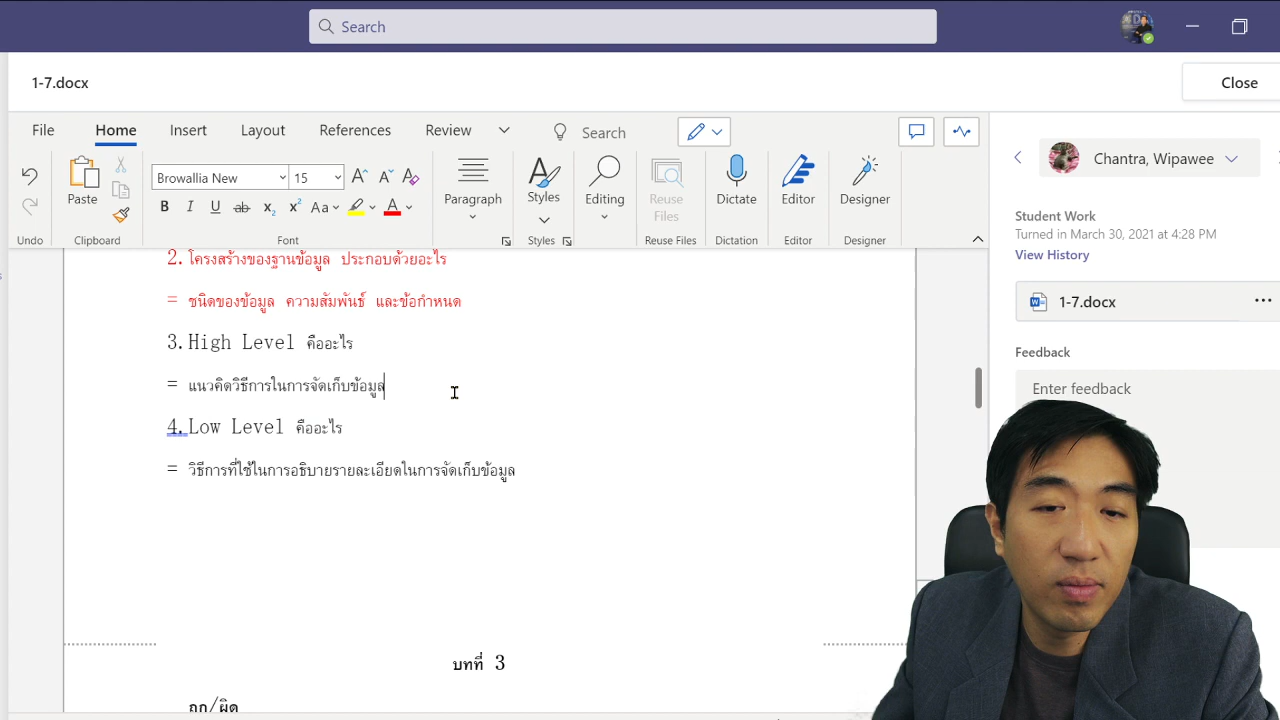 Search
1-7.docx
Close
File Home Insert Layout References Review Search
Chantra, Wipawee
Browallia New 15
Paste
Paragraph Styles Editing Reuse Files Dictate Editor Designer
B I U ab x₂ x² Aa A
Undo Clipboard Font Styles Reuse Files Dictation Editor Designer
Student Work
Turned in March 30, 2021 at 4:28 PM
View History
1-7.docx
Feedback
Enter feedback
2.โครงสร้างของฐานข้อมูล ประกอบด้วยอะไร
= ชนิดของข้อมูล ความสัมพันธ์ และข้อกำหนด
3.High Level คืออะไร
= แนวคิดวิธีการในการจัดเก็บข้อมูล
4.Low Level คืออะไร
= วิธีการที่ใช้ในการอธิบายรายละเอียดในการจัดเก็บข้อมูล
บทที่ 3
ถูก/ผิด